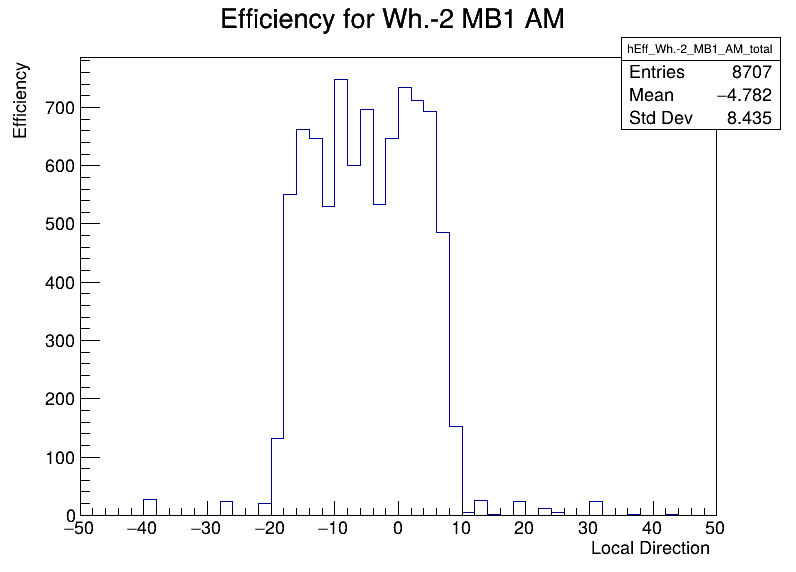 Efficiency for Wh.-2 MB1 AM
hEff_Wh.-2_MB1_AM_total
Entries 8707
Mean −4.782
Std Dev 8.435
Efficiency
700
600
500
400
300
200
100
0
−50 −40 −30 −20 −10 0 10 20 30 40 50
Local Direction